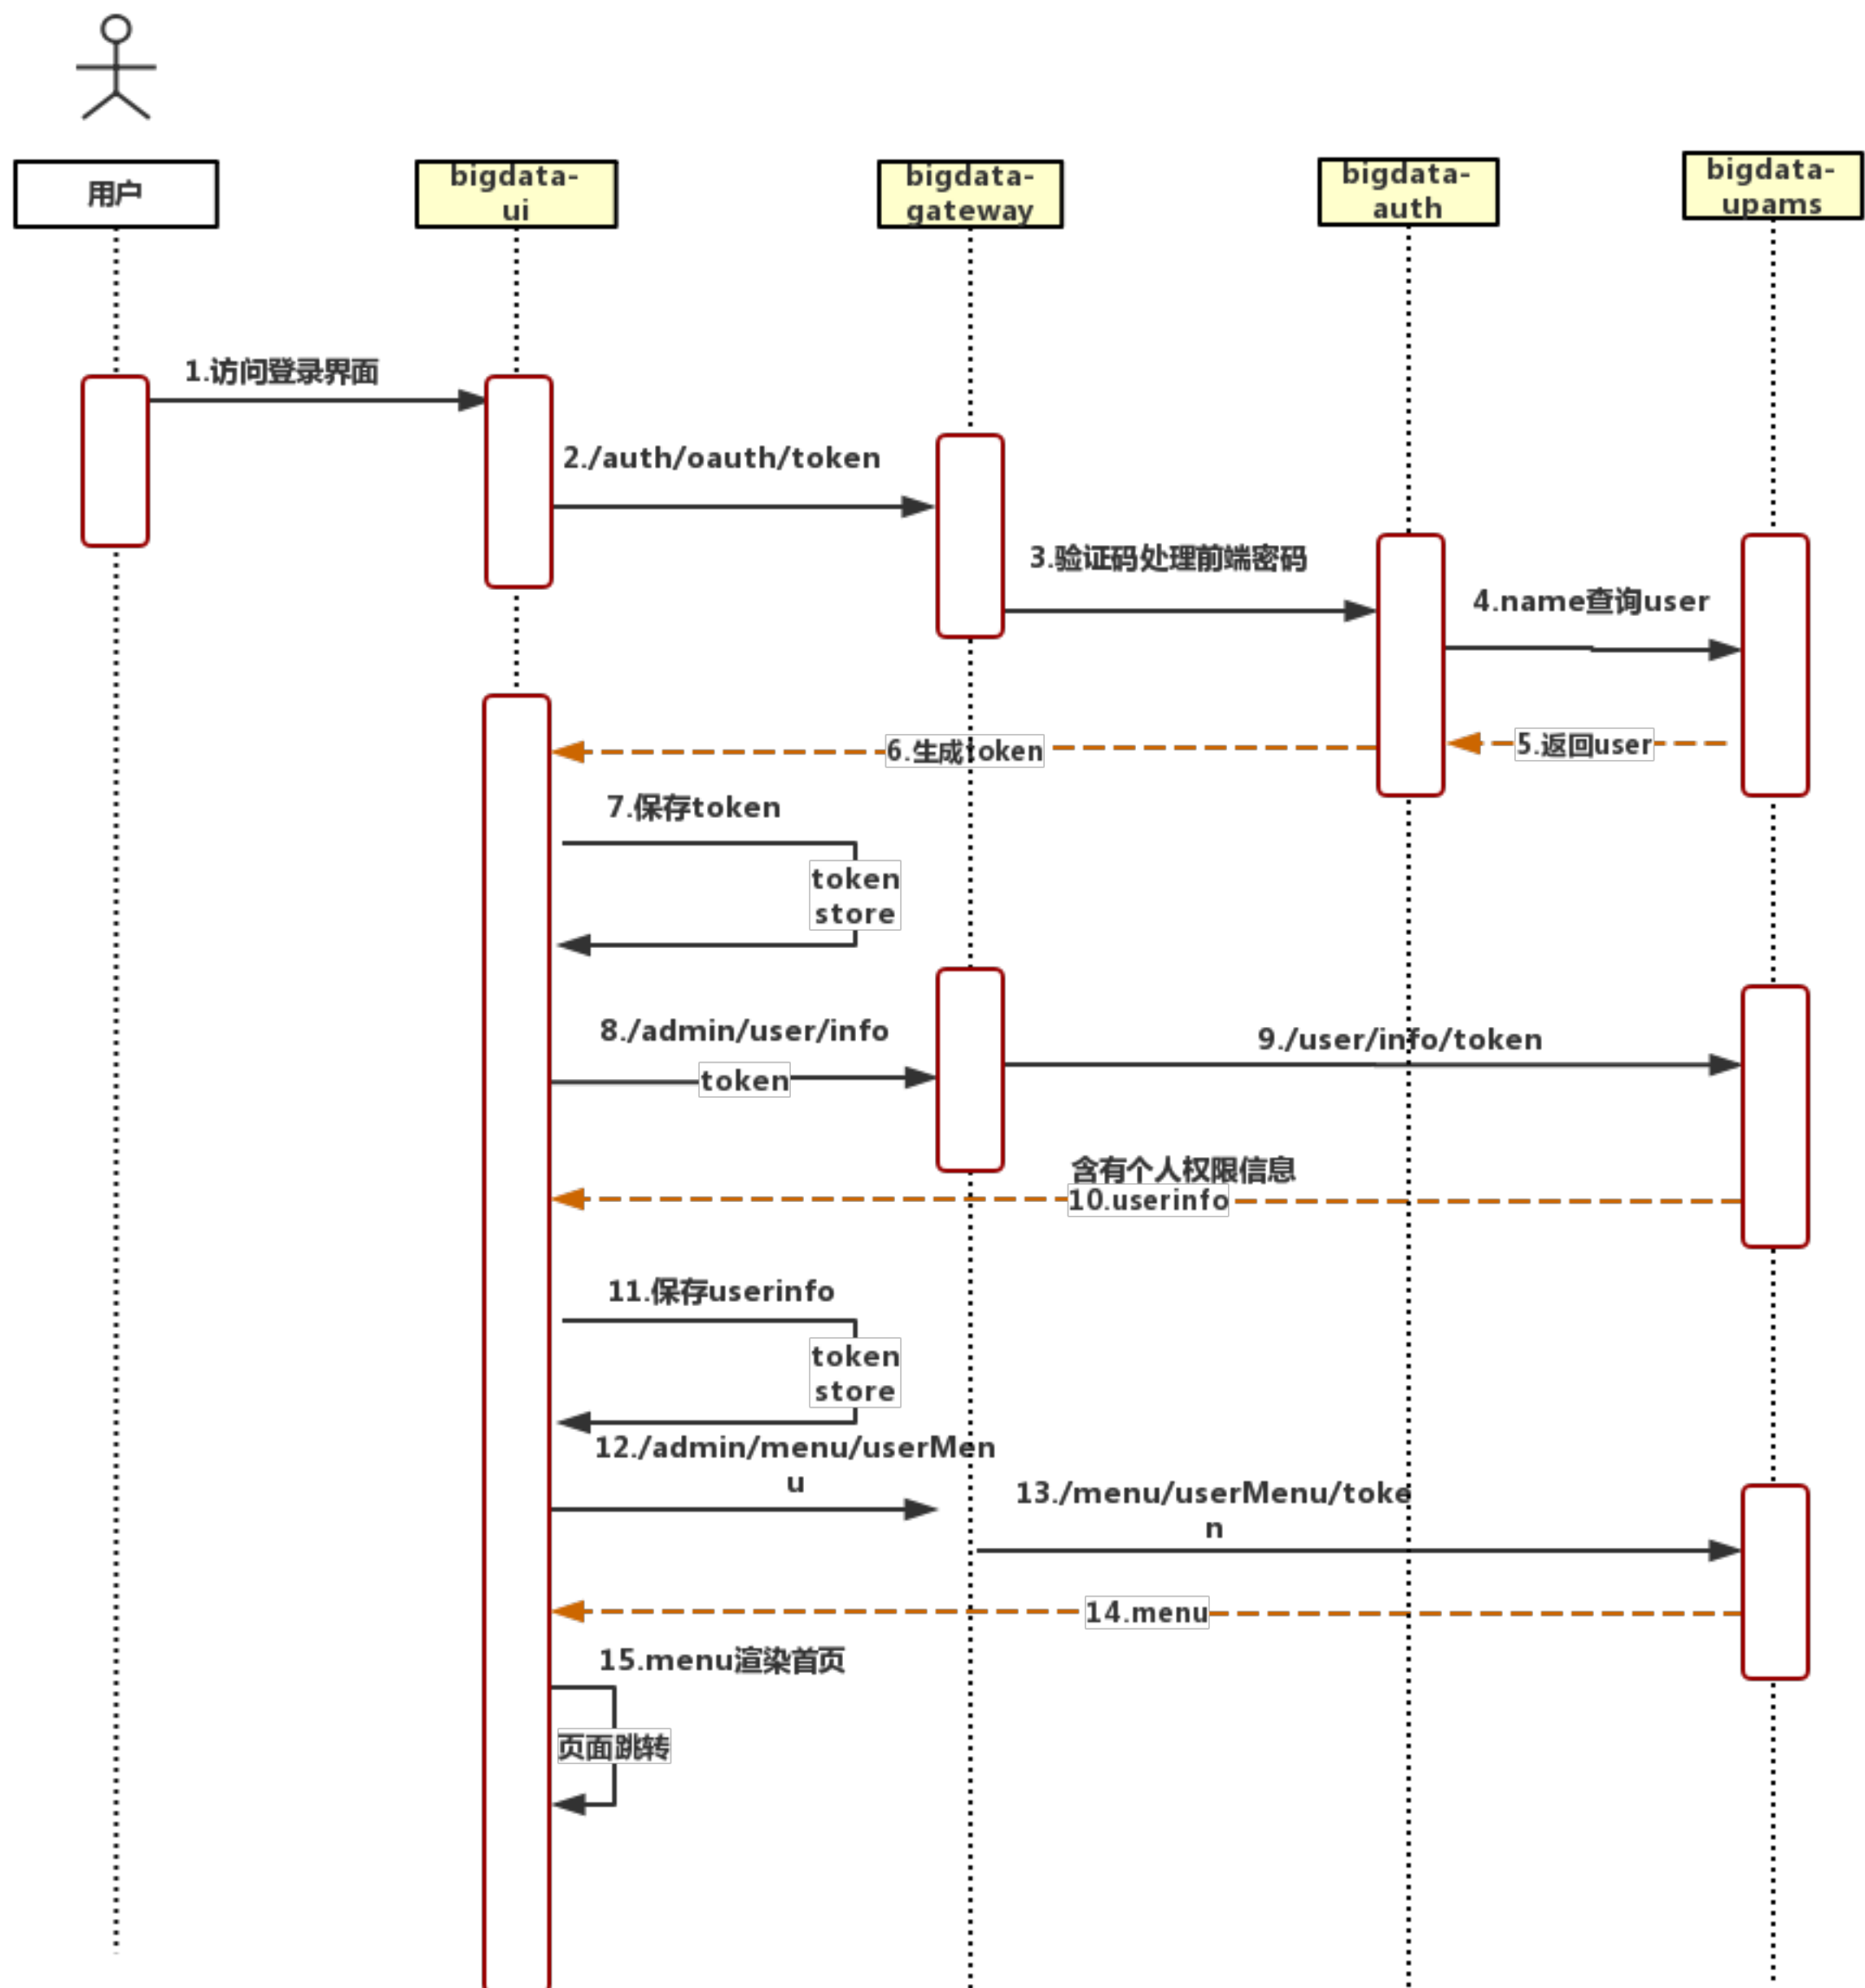 用户
bigdata-
ui
bigdata-
gateway
bigdata-
auth
bigdata-
upams
1.访问登录界面
2./auth/oauth/token
3.验证码处理前端密码
4.name查询user
5.返回user
6.生成token
7.保存token
token
store
8./admin/user/info
token
9./user/info/token
含有个人权限信息
10.userinfo
11.保存userinfo
token
store
12./admin/menu/userMen
u
13./menu/userMenu/toke
n
14.menu
15.menu渲染首页
页面跳转